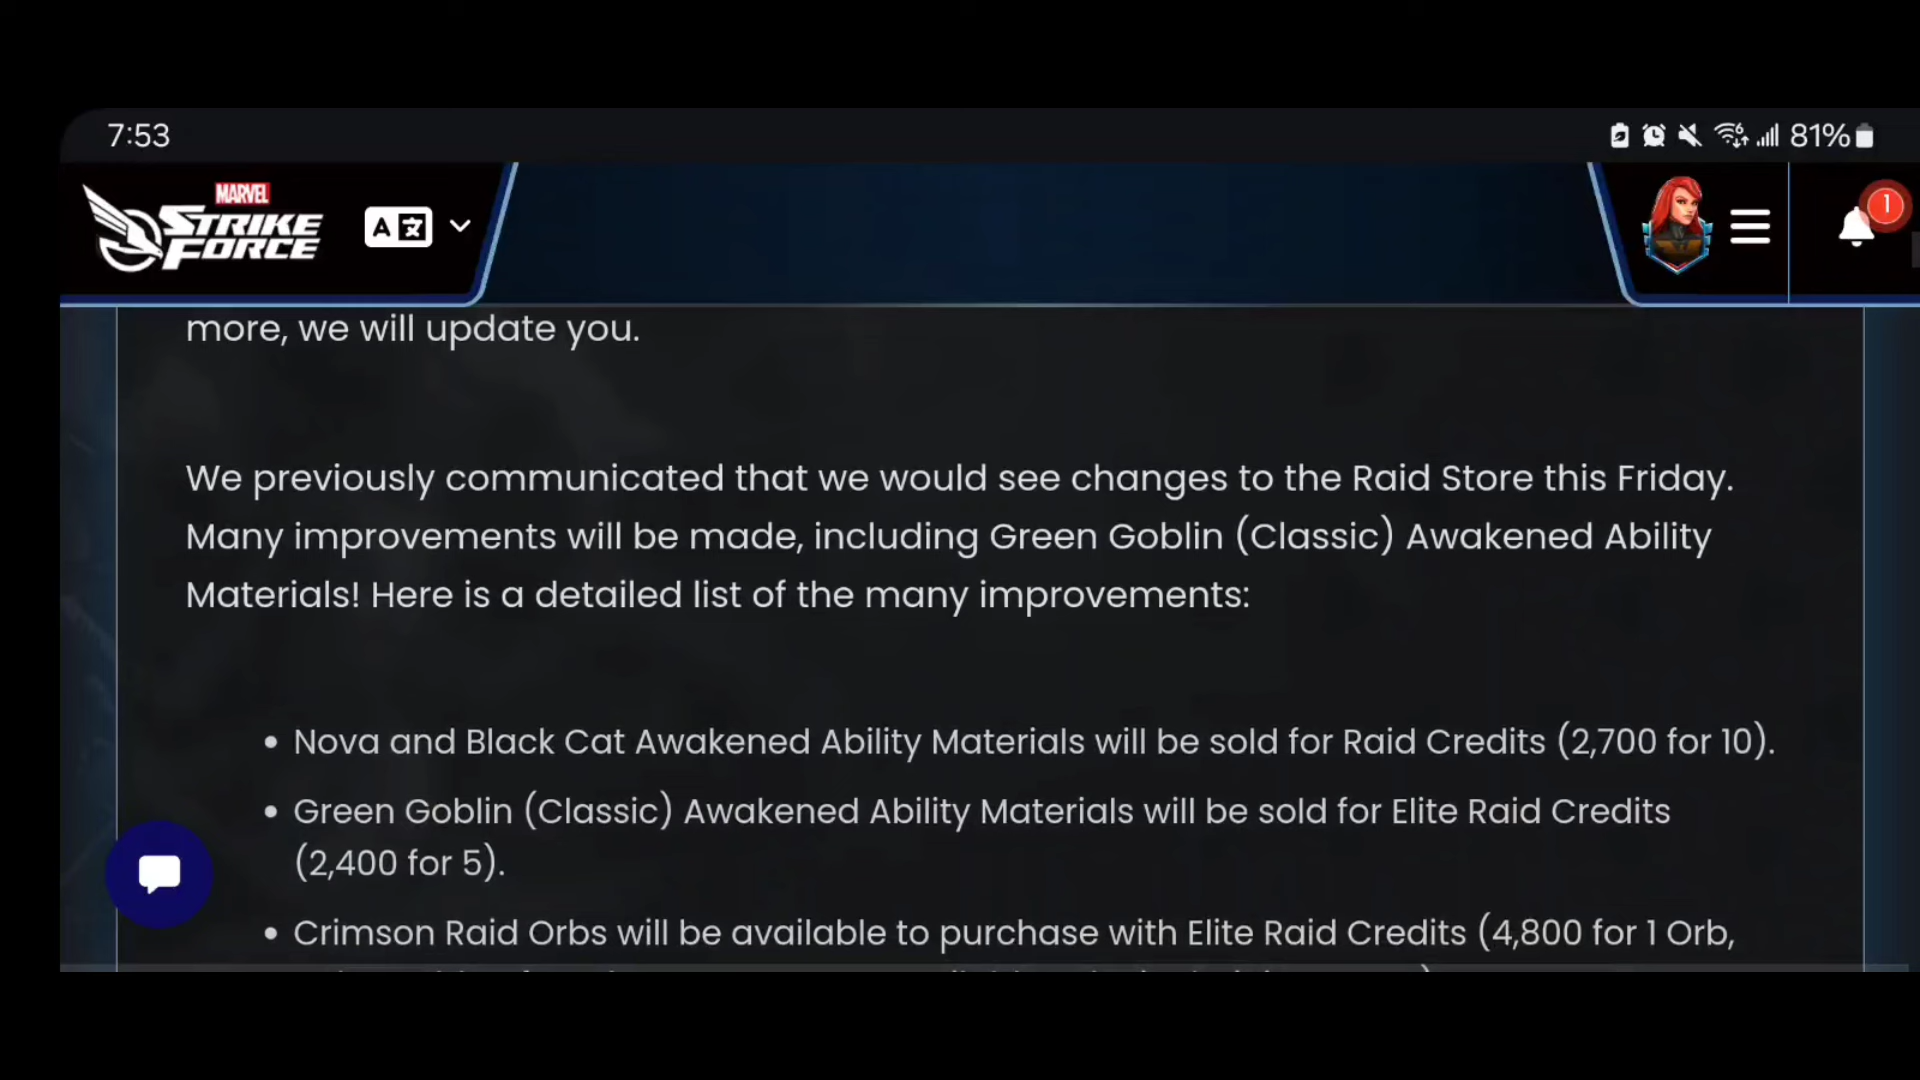 7:53
81%
MARVEL
STRIKE
FORCE
A文
1
more, we will update you.
We previously communicated that we would see changes to the Raid Store this Friday.
Many improvements will be made, including Green Goblin (Classic) Awakened Ability
Materials! Here is a detailed list of the many improvements:
• Nova and Black Cat Awakened Ability Materials will be sold for Raid Credits (2,700 for 10).
• Green Goblin (Classic) Awakened Ability Materials will be sold for Elite Raid Credits
(2,400 for 5).
• Crimson Raid Orbs will be available to purchase with Elite Raid Credits (4,800 for 1 Orb,